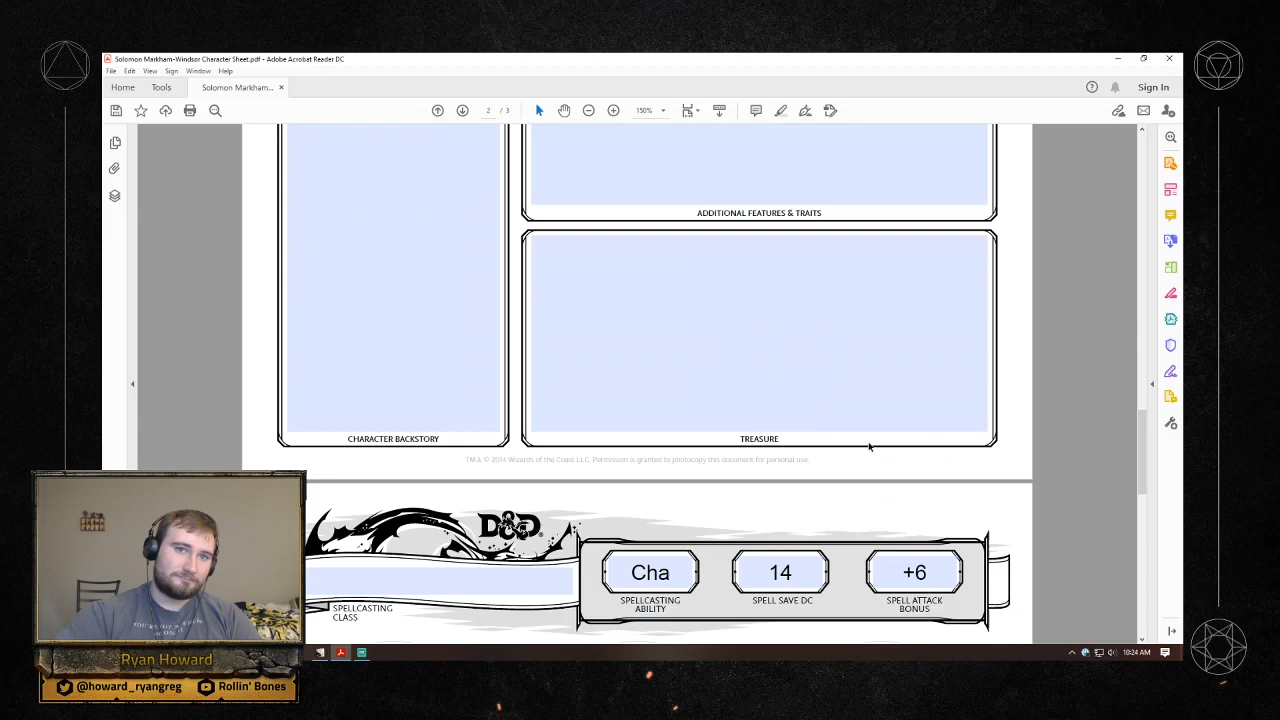 Solomon Markham-Windsor Character Sheet.pdf - Adobe Acrobat Reader DC
File Edit View Sign Window Help
Home Tools Solomon Markham... Sign In
2 / 3 150%
ADDITIONAL FEATURES & TRAITS
CHARACTER BACKSTORY
TREASURE
TM & © 2014 Wizards of the Coast LLC. Permission is granted to photocopy this document for personal use.
D&D
Cha 14 +6
SPELLCASTING ABILITY
SPELL SAVE DC
SPELL ATTACK BONUS
SPELLCASTING
CLASS
10:24 AM
Ryan Howard
@howard_ryangreg Rollin' Bones